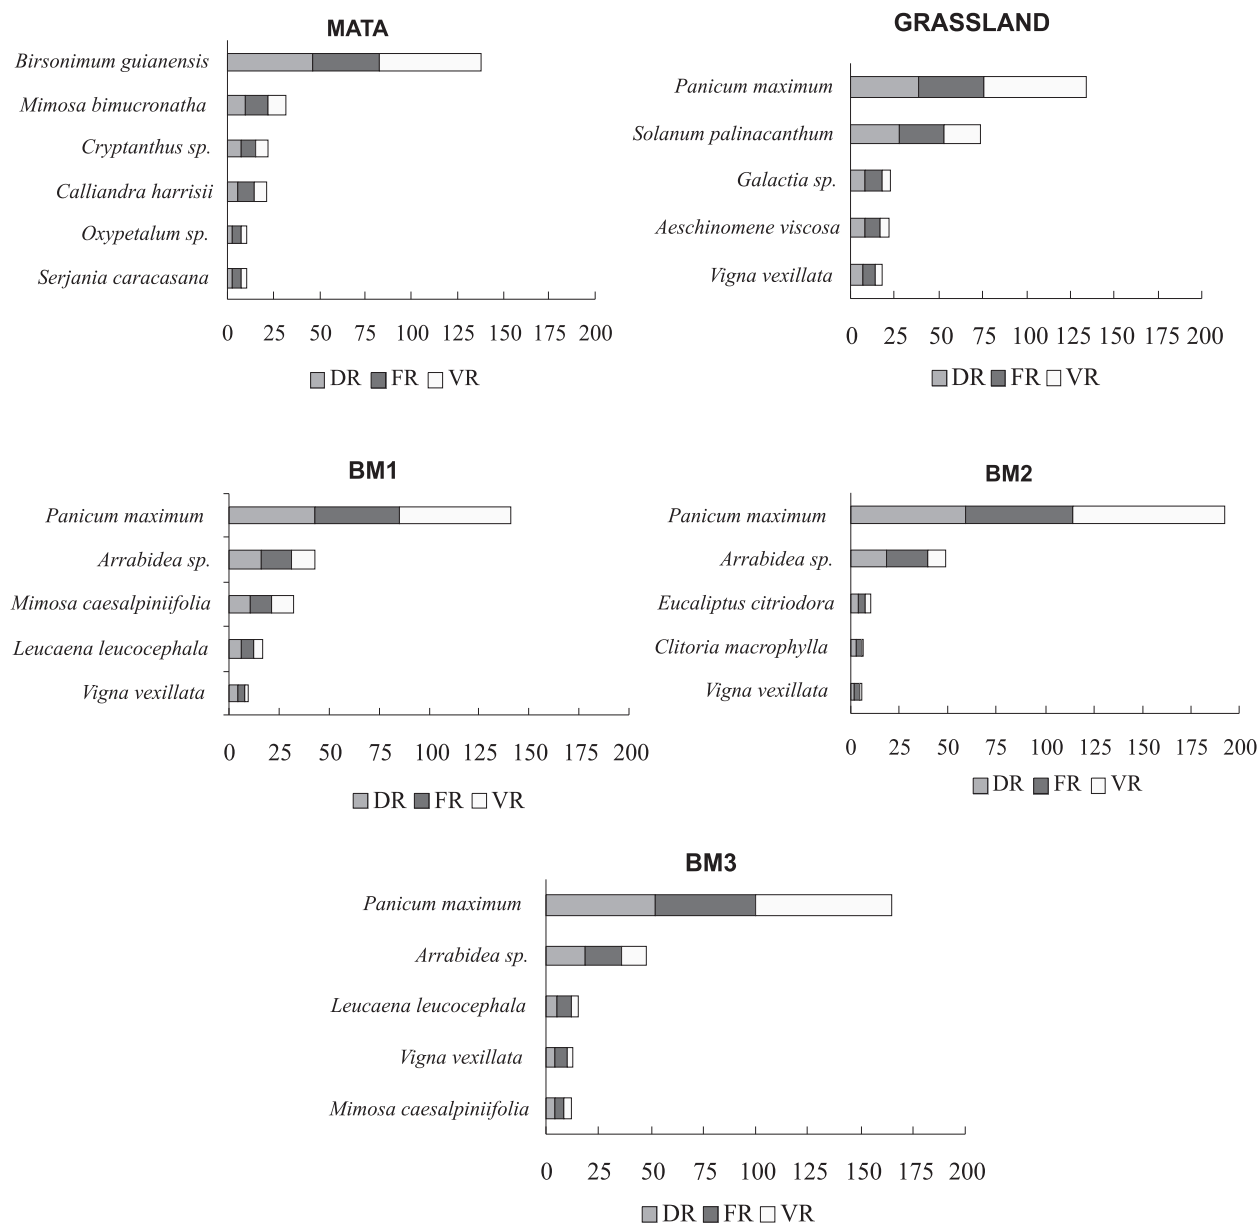 MATA
Birsonimum guianensis
Mimosa bimucronatha
Cryptanthus sp.
Calliandra harrisii
Oxypetalum sp.
Serjania caracasana
0 25 50 75 100 125 150 175 200
DR FR VR
GRASSLAND
Panicum maximum
Solanum palinacanthum
Galactia sp.
Aeschinomene viscosa
Vigna vexillata
0 25 50 75 100 125 150 175 200
DR FR VR
BM1
Panicum maximum
Arrabidea sp.
Mimosa caesalpiniifolia
Leucaena leucocephala
Vigna vexillata
0 25 50 75 100 125 150 175 200
DR FR VR
BM2
Panicum maximum
Arrabidea sp.
Eucaliptus citriodora
Clitoria macrophylla
Vigna vexillata
0 25 50 75 100 125 150 175 200
DR FR VR
BM3
Panicum maximum
Arrabidea sp.
Leucaena leucocephala
Vigna vexillata
Mimosa caesalpiniifolia
0 25 50 75 100 125 150 175 200
DR FR VR